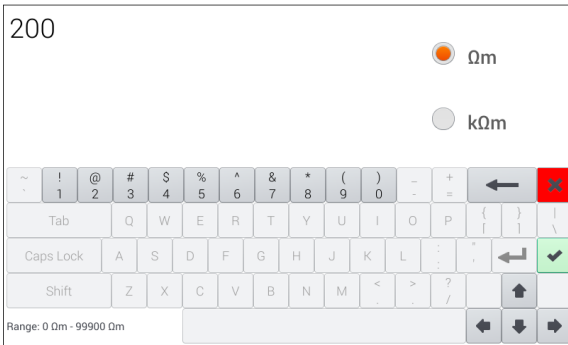 200
Ωm
kΩm
~ ! @ # $ % ^ & * ( ) _ +
` 1 2 3 4 5 6 7 8 9 0 - =
Tab Q W E R T Y U I O P { } |
[ ] \
Caps Lock A S D F G H J K L : "
; '
Shift Z X C V B N M < > ?
, . /
Range: 0 Ωm - 99900 Ωm